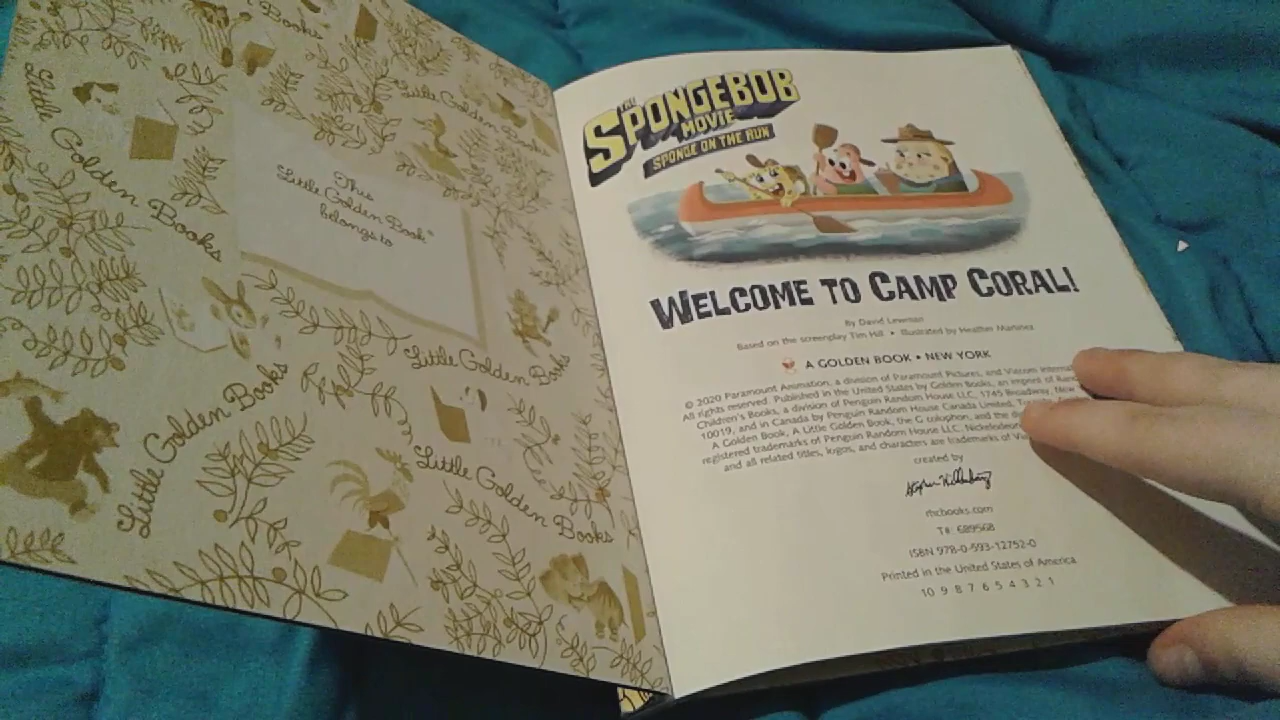 Little Golden Books
Books
Little Golden Books
This
Little Golden Book®
belongs to
Little Golden Books
Little Golden Books
Little Golden Books
THE
SPONGEBOB
MOVIE
SPONGE ON THE RUN
WELCOME TO CAMP CORAL!
By David Lewman
Based on the screenplay Tim Hill • Illustrated by Heather Martinez
A GOLDEN BOOK • NEW YORK
© 2020 Paramount Animation, a division of Paramount Pictures, and Viacom
All rights reserved. Published in the United States by Golden Books, an imprint of
Children's Books, a division of Penguin Random House LLC, 1745 Broadway, New
10019, and in Canada by Penguin Random House Canada Limited,
A Golden Book, A Little Golden Book, the G colophon, and the
registered trademarks of Penguin Random House LLC. Nickelodeon
and all related titles, logos, and characters are trademarks of
created by
Stephen Hillenburg
rhcbooks.com
T#: 689568
ISBN 978-0-593-12752-0
Printed in the United States of America
10 9 8 7 6 5 4 3 2 1